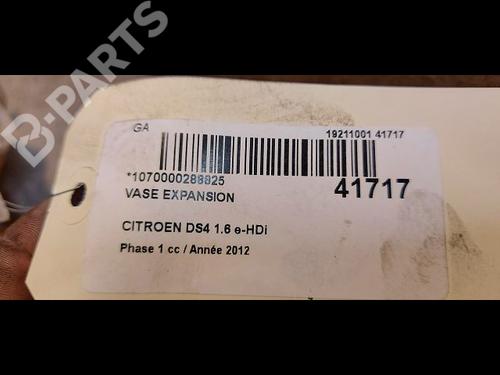 B-PARTS
GA
19211001 41717
*1070000288825
41717
VASE EXPANSION
CITROEN DS4 1.6 e-HDi
Phase 1 cc / Année 2012